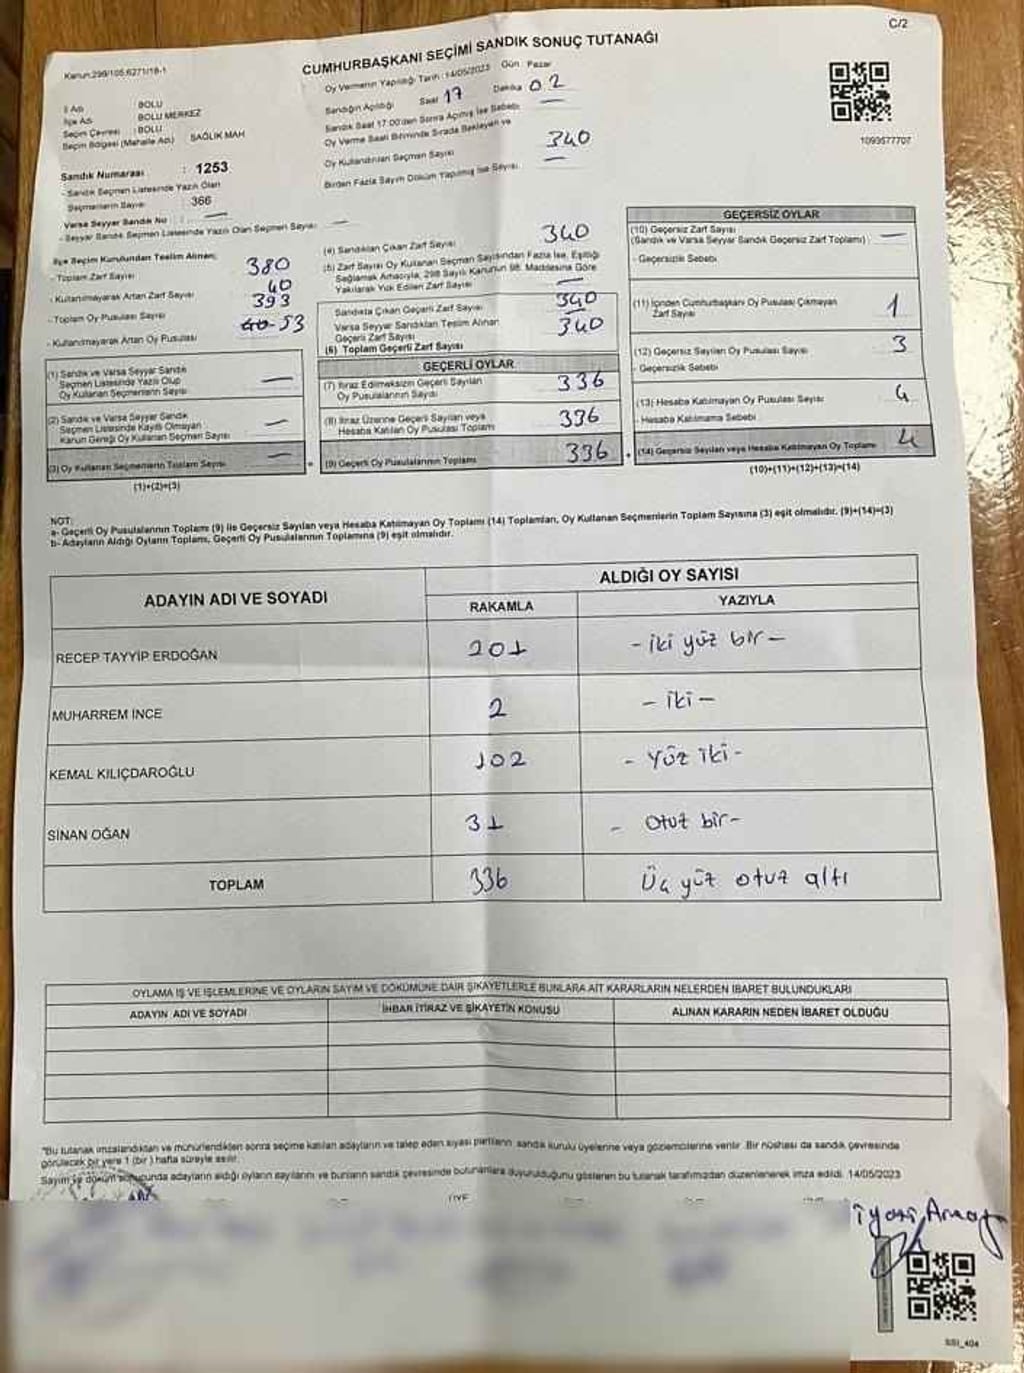 C/2
Kanun:299/105,6271/18-1
CUMHURBAŞKANI SEÇİMİ SANDIK SONUÇ TUTANAĞI
Oy Vermenin Yapıldığı Tarih :14/05/2023 Gün : Pazar
İl Adı : BOLU
İlçe Adı : BOLU MERKEZ
Seçim Çevresi : BOLU
Seçim Bölgesi (Mahalle Adı) SAĞLIK MAH
Sandığın Açıldığı Saat 17 Dakika 02
Sandık Saat 17:00'den Sonra Açılmış İse Sebebi —
Oy Verme Saati Bitiminde Sırada Bekleyen ve
Oy Kullandırılan Seçmen Sayısı 340
Birden Fazla Sayım Döküm Yapılmış İse Sayısı —
1093577707
Sandık Numarası : 1253
- Sandık Seçmen Listesinde Yazılı Olan
Seçmenlerin Sayısı : 366
Varsa Seyyar Sandık No : —
- Seyyar Sandık Seçmen Listesinde Yazılı Olan Seçmen Sayısı —
İlçe Seçim Kurulundan Teslim Alınan;
- Toplam Zarf Sayısı 380
- Kullanılmayarak Artan Zarf Sayısı 40
- Toplam Oy Pusulası Sayısı 393
- Kullanılmayarak Artan Oy Pusulası 53
(1) Sandık ve Varsa Seyyar Sandık
Seçmen Listesinde Yazılı Olup
Oy Kullanan Seçmenlerin Sayısı —
(2) Sandık ve Varsa Seyyar Sandık
Seçmen Listesinde Kayıtlı Olmayan
Kanun Gereği Oy Kullanan Seçmen Sayısı —
(3) Oy Kullanan Seçmenlerin Toplam Sayısı —
(1)+(2)=(3)
(4) Sandıktan Çıkan Zarf Sayısı 340
(5) Zarf Sayısı Oy Kullanan Seçmen Sayısından Fazla İse, Eşitliği
Sağlamak Amacıyla, 298 Sayılı Kanunun 98. Maddesine Göre
Yakılarak Yok Edilen Zarf Sayısı —
Sandıkta Çıkan Geçerli Zarf Sayısı 340
Varsa Seyyar Sandıktan Teslim Alınan
Geçerli Zarf Sayısı 340
(6) Toplam Geçerli Zarf Sayısı
GEÇERLİ OYLAR
(7) İtiraz Edilmeksizin Geçerli Sayılan
Oy Pusulasının Sayısı 336
(8) İtiraz Üzerine Geçerli Sayılan veya
Hesaba Katılan Oy Pusulası Toplamı 336
= (9) Geçerli Oy Pusulalarının Toplamı 336
GEÇERSİZ OYLAR
(10) Geçersiz Zarf Sayısı
(Sandık ve Varsa Seyyar Sandık Geçersiz Zarf Toplamı) —
- Geçersizlik Sebebi
(11) İçinden Cumhurbaşkanı Oy Pusulası Çıkmayan
Zarf Sayısı 1
(12) Geçersiz Sayılan Oy Pusulası Sayısı 3
- Geçersizlik Sebebi
(13) Hesaba Katılmayan Oy Pusulası Sayısı 4
- Hesaba Katılmama Sebebi
+ (14) Geçersiz Sayılan veya Hesaba Katılmayan Oy Toplamı 4
(10)+(11)+(12)+(13)=(14)
NOT:
a- Geçerli Oy Pusulalarının Toplamı (9) ile Geçersiz Sayılan veya Hesaba Katılmayan Oy Toplamı (14) Toplamları, Oy Kullanan Seçmenlerin Toplam Sayısına (3) eşit olmalıdır. (9)+(14)=(3)
b- Adayların Aldığı Oyların Toplamı, Geçerli Oy Pusulalarının Toplamına (9) eşit olmalıdır.
ADAYIN ADI VE SOYADI
ALDIĞI OY SAYISI
RAKAMLA YAZIYLA
RECEP TAYYİP ERDOĞAN 201 - iki yüz bir -
MUHARREM İNCE 2 - iki -
KEMAL KILIÇDAROĞLU 102 - Yüz iki -
SİNAN OĞAN 31 - Otuz bir -
TOPLAM 336 Üç yüz otuz altı
OYLAMA İŞ VE İŞLEMLERİNE VE OYLARIN SAYIM VE DÖKÜMÜNE DAİR ŞİKAYETLERLE BUNLARA AİT KARARLARIN NELERDEN İBARET BULUNDUKLARI
ADAYIN ADI VE SOYADI İHBAR İTİRAZ VE ŞİKAYETİN KONUSU ALINAN KARARIN NEDEN İBARET OLDUĞU
*Bu tutanak imzalandıktan ve mühürlendikten sonra seçime katılan adayların ve talep eden siyasi partilerin sandık kurulu üyelerine veya gözlemcilerine verilir. Bir nüshası da sandık çevresinde
görülecek bir yere 1 (bir) hafta süreyle asılır.
Sayım ve döküm sonucunda adayların aldığı oyların sayılarını ve bunların sandık çevresinde bulunanlara duyurulduğunu gösteren bu tutanak tarafımızdan düzenlenerek imza edildi. 14/05/2023
ÜYE
SSI_404